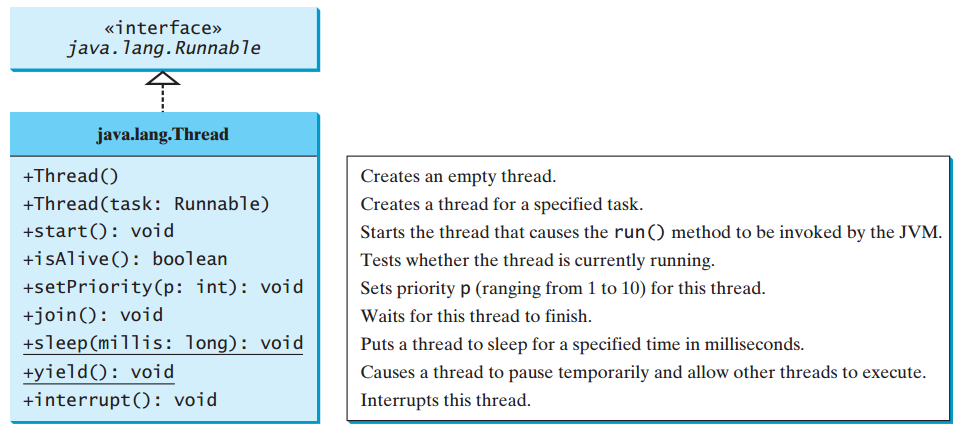 «interface»
java.lang.Runnable
java.lang.Thread
+Thread()
+Thread(task: Runnable)
+start(): void
+isAlive(): boolean
+setPriority(p: int): void
+join(): void
+sleep(millis: long): void
+yield(): void
+interrupt(): void
Creates an empty thread.
Creates a thread for a specified task.
Starts the thread that causes the run() method to be invoked by the JVM.
Tests whether the thread is currently running.
Sets priority p (ranging from 1 to 10) for this thread.
Waits for this thread to finish.
Puts a thread to sleep for a specified time in milliseconds.
Causes a thread to pause temporarily and allow other threads to execute.
Interrupts this thread.